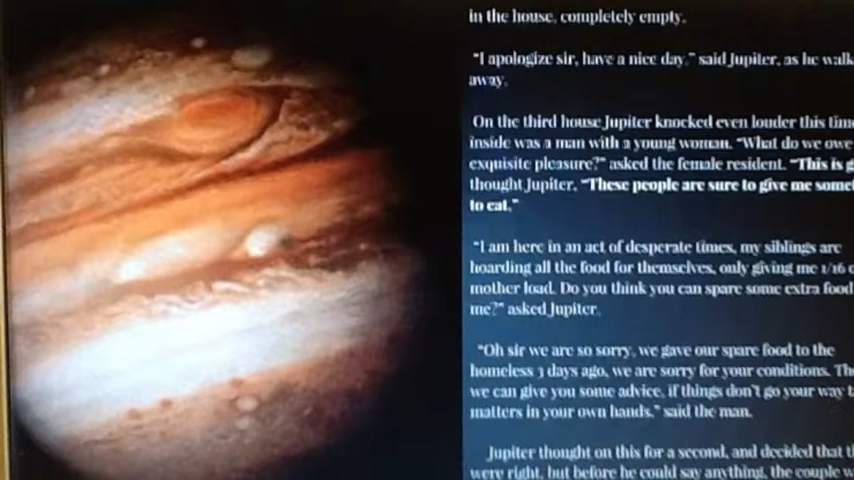 in the house, completely empty.
"I apologize sir, have a nice day," said Jupiter, as he walk
away.
On the third house Jupiter knocked even louder this time
inside was a man with a young woman. "What do we owe
exquisite pleasure?" asked the female resident. "This is g
thought Jupiter, "These people are sure to give me some
to eat."
"I am here in an act of desperate times, my siblings are
hoarding all the food for themselves, only giving me 1/16 o
mother load. Do you think you can spare some extra food
me?" asked Jupiter.
"Oh sir we are so sorry, we gave our spare food to the
homeless 3 days ago, we are sorry for your conditions. The
we can give you some advice, if things don't go your way t
matters in your own hands." said the man.
Jupiter thought on this for a second, and decided that th
were right, but before he could say anything, the couple w